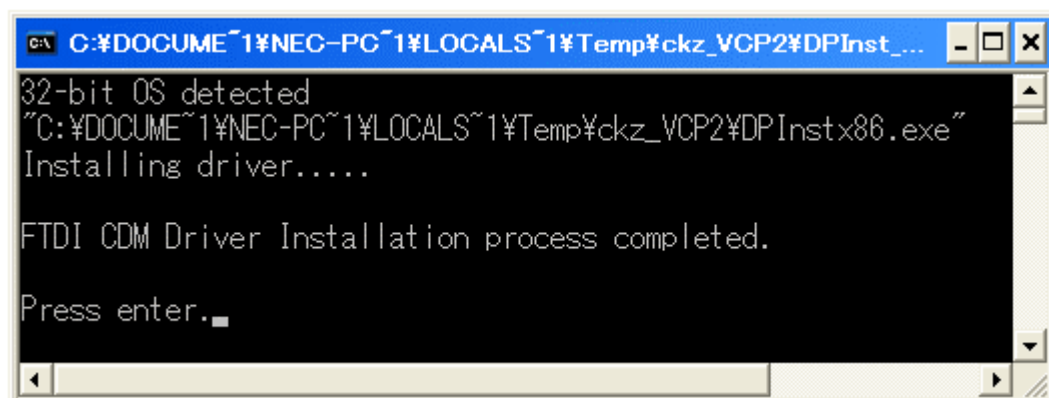 C:¥DOCUME~1¥NEC-PC~1¥LOCALS~1¥Temp¥ckz_VCP2¥DPInst_...
32-bit OS detected
"C:¥DOCUME~1¥NEC-PC~1¥LOCALS~1¥Temp¥ckz_VCP2¥DPInstx86.exe"
Installing driver.....
FTDI CDM Driver Installation process completed.
Press enter.